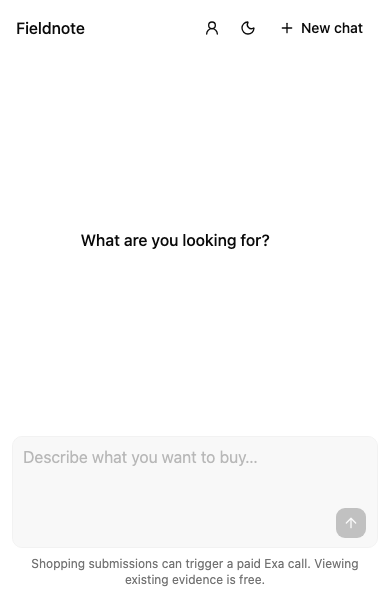 Fieldnote
New chat
What are you looking for?
Describe what you want to buy...
Shopping submissions can trigger a paid Exa call. Viewing
existing evidence is free.